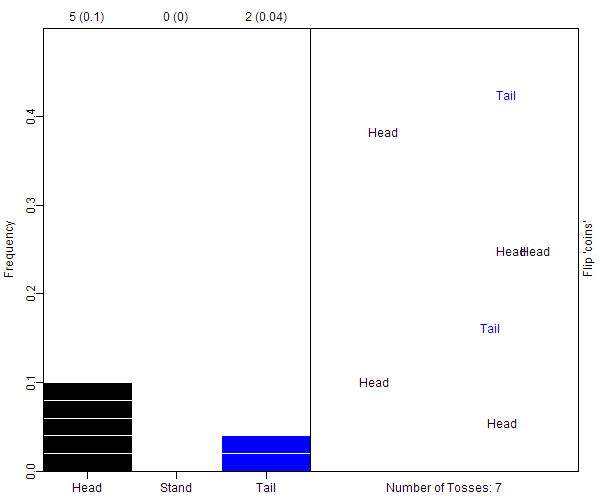 5 (0.1) 0 (0) 2 (0.04)
Frequency
0.4
0.3
0.2
0.1
0.0
Head Stand Tail
Tail
Head
Head Head
Tail
Head
Head
Flip 'coins'
Number of Tosses: 7